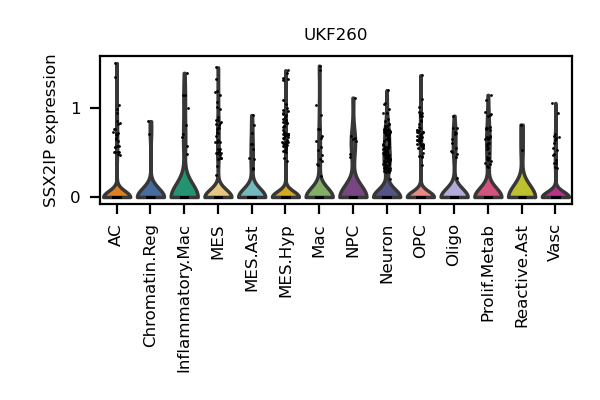 UKF260
SSX2IP expression
1
0
AC
Chromatin.Reg
Inflammatory.Mac
MES
MES.Ast
MES.Hyp
Mac
NPC
Neuron
OPC
Oligo
Prolif.Metab
Reactive.Ast
Vasc